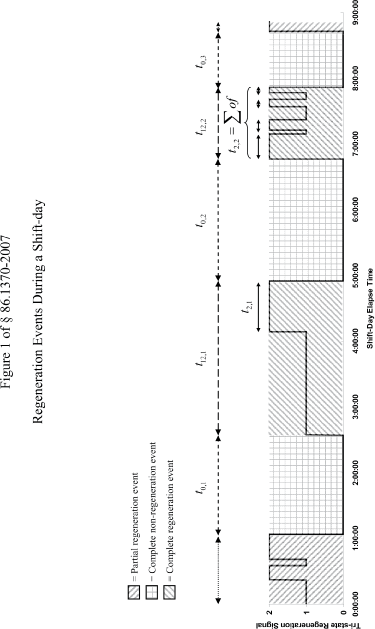 Figure 1 of § 86.1370-2007
Regeneration Events During a Shift-day
= Partial regeneration event
= Complete non-regeneration event
= Complete regeneration event
t0,1
t12,1
t0,2
t12,2
t0,3
t2,1
t2,2 = ∑ of
Tri-state Regeneration Signal
2
1
0
0:00:00
1:00:00
2:00:00
3:00:00
4:00:00
5:00:00
6:00:00
7:00:00
8:00:00
9:00:00
Shift-Day Elapse Time